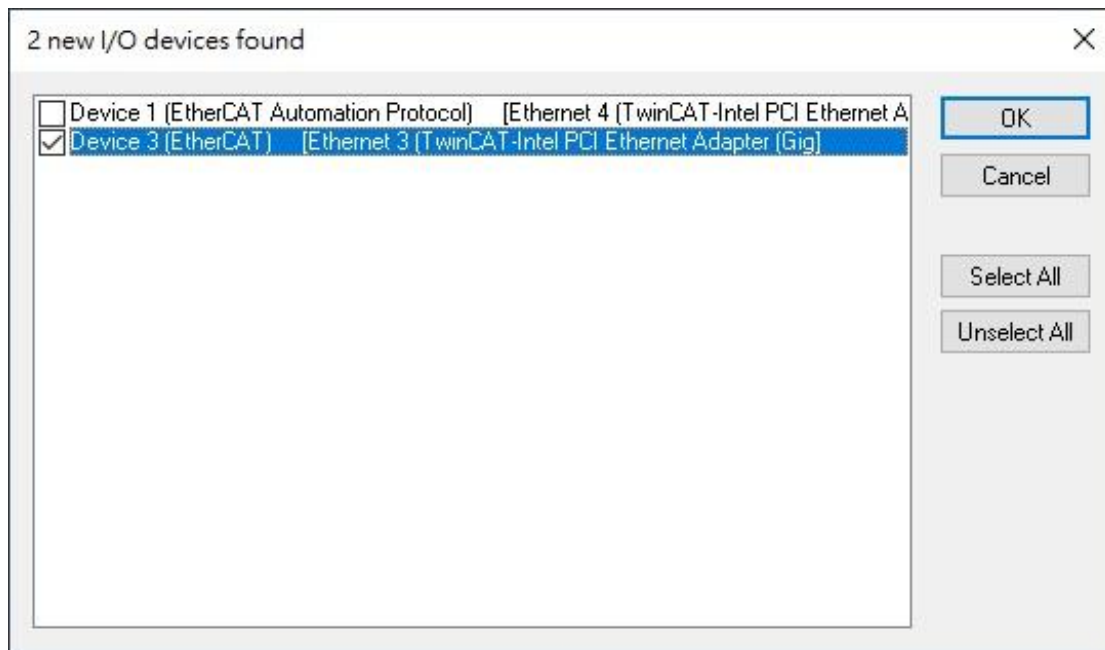 2 new I/O devices found
Device 1 (EtherCAT Automation Protocol) [Ethernet 4 (TwinCAT-Intel PCI Ethernet A
Device 3 (EtherCAT) [Ethernet 3 (TwinCAT-Intel PCI Ethernet Adapter (Gig]
OK
Cancel
Select All
Unselect All